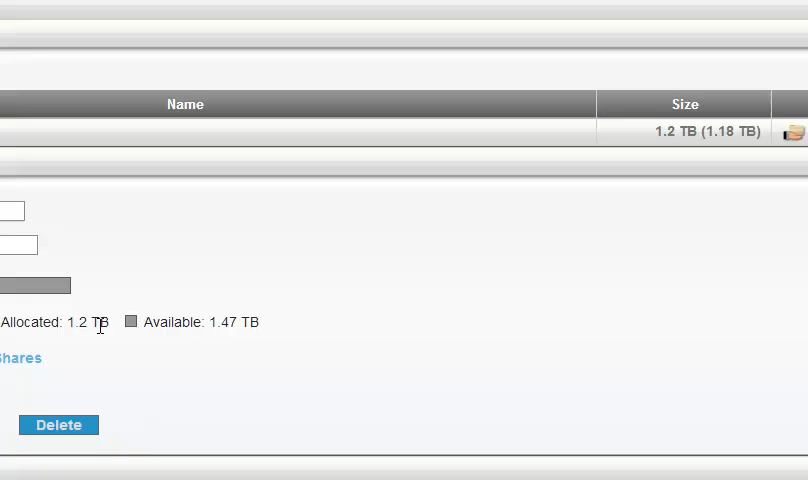 Name Size
1.2 TB (1.18 TB)
Allocated: 1.2 TB Available: 1.47 TB
Shares
Delete